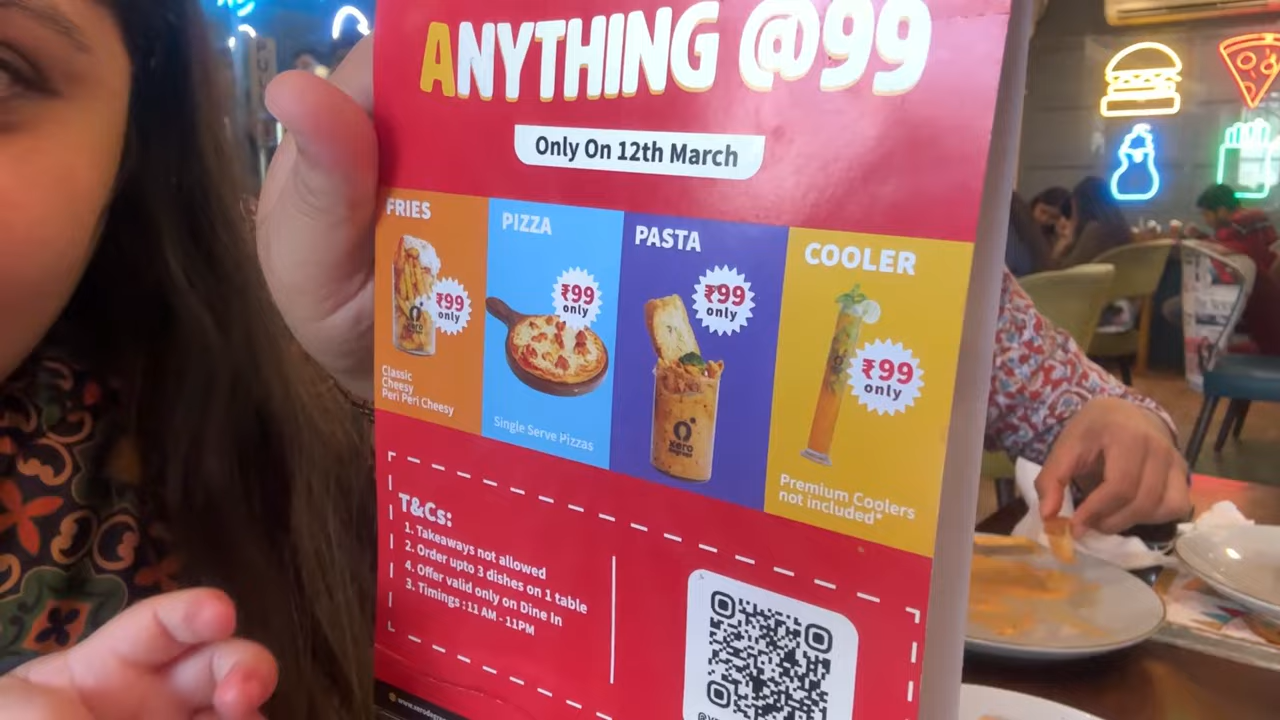 ANYTHING @99
Only On 12th March
FRIES
₹99
only
Classic
Cheesy
Peri Peri Cheesy
PIZZA
₹99
only
Single Serve Pizzas
PASTA
₹99
only
xero
COOLER
₹99
only
Premium Coolers
not included*
T&Cs:
1. Takeaways not allowed
2. Order upto 3 dishes on 1 table
4. Offer valid only on Dine In
3. Timings : 11 AM - 11PM